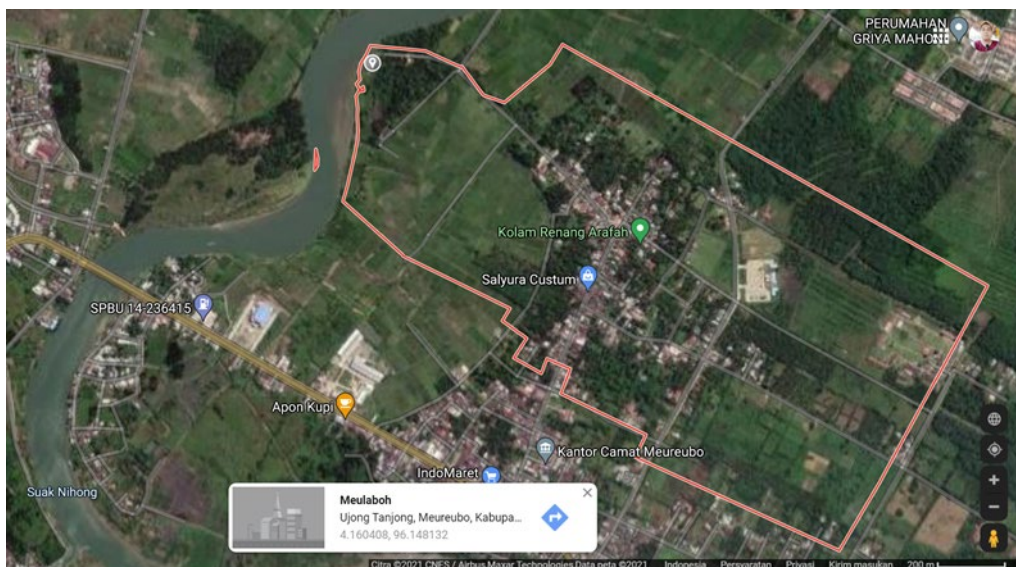 PERUMAHAN
GRIYA MAHONI
Kolam Renang Arafah
Salyura Custum
SPBU 14-236415
Apon Kupi
Kantor Camat Meureubo
IndoMaret
Suak Nihong
Meulaboh
Ujong Tanjong, Meureubo, Kabupa...
4.160408, 96.148132
Citra ©2021 CNES / Airbus Maxar Technologies Data peta ©2021 Indonesia Persyaratan Privasi Kirim masukan 200 m